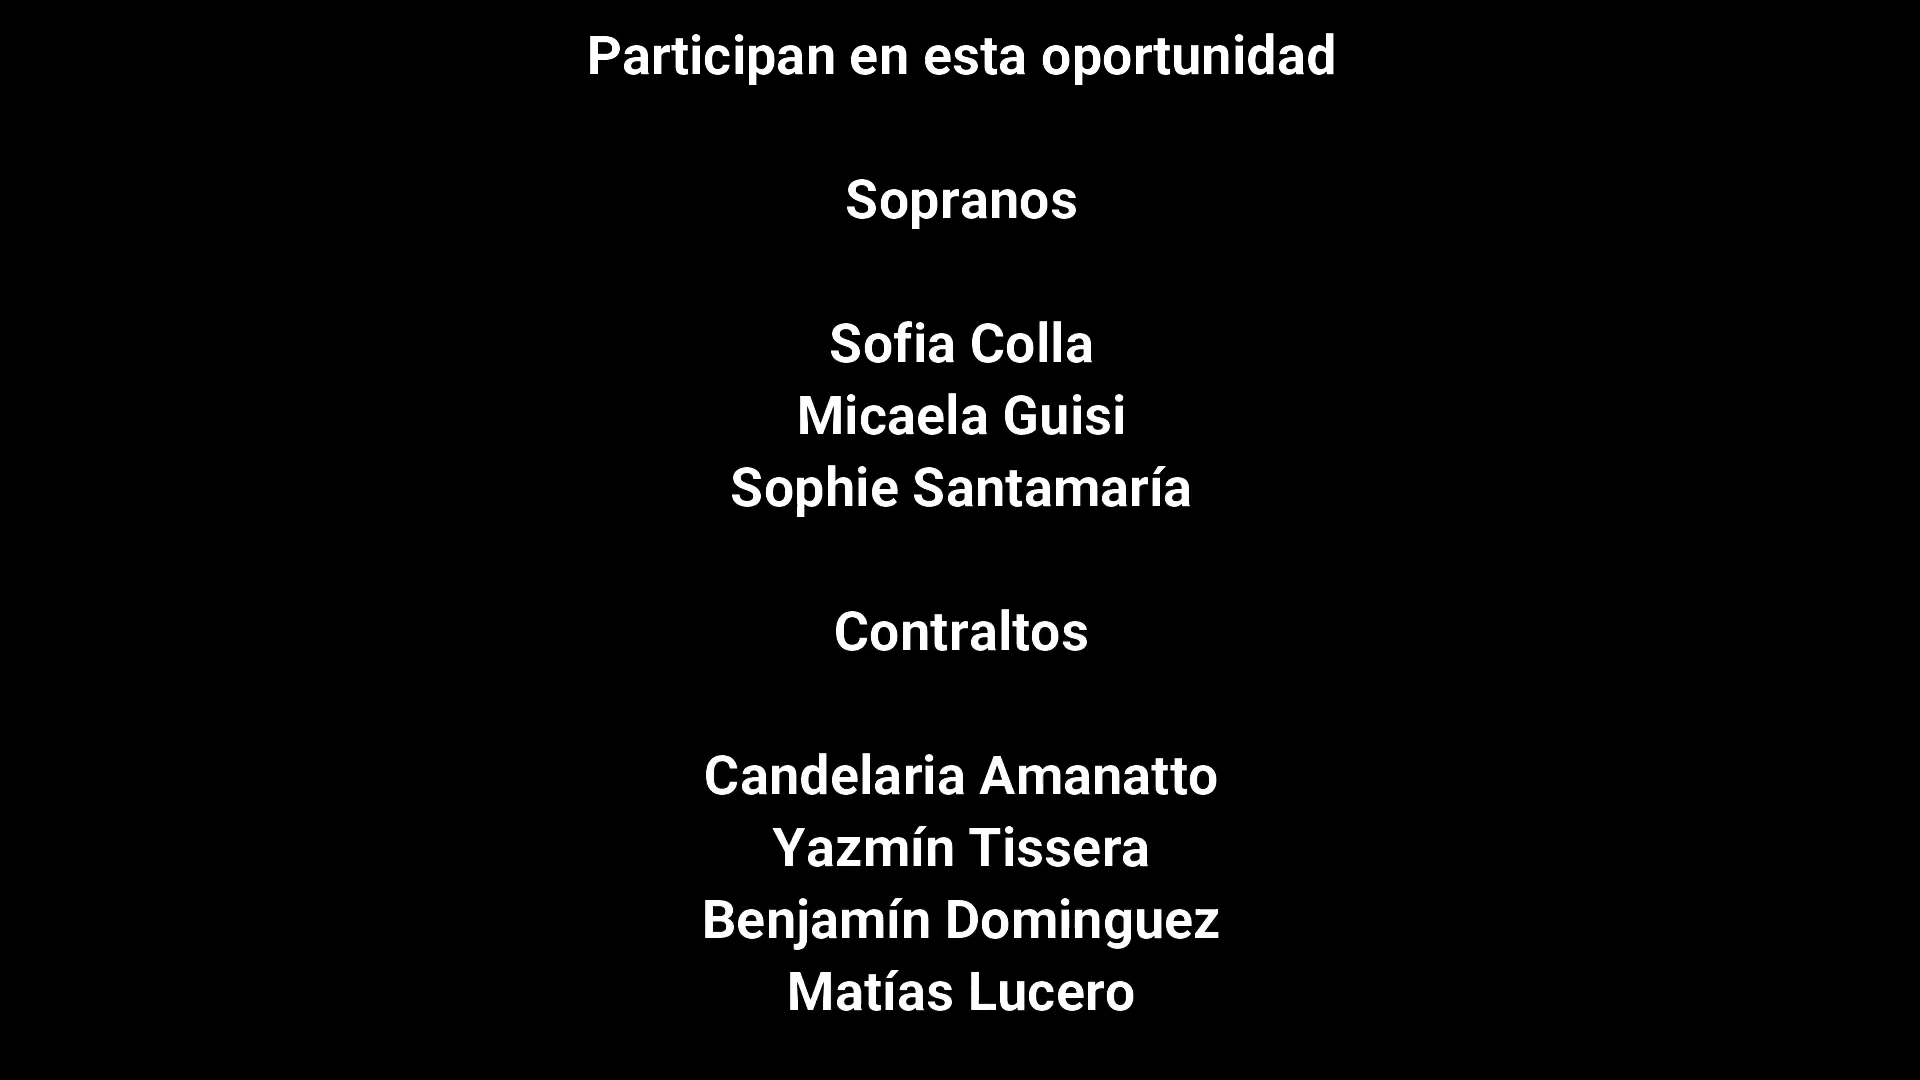 Participan en esta oportunidad
Sopranos
Sofia Colla
Micaela Guisi
Sophie Santamaría
Contraltos
Candelaria Amanatto
Yazmín Tissera
Benjamín Dominguez
Matías Lucero